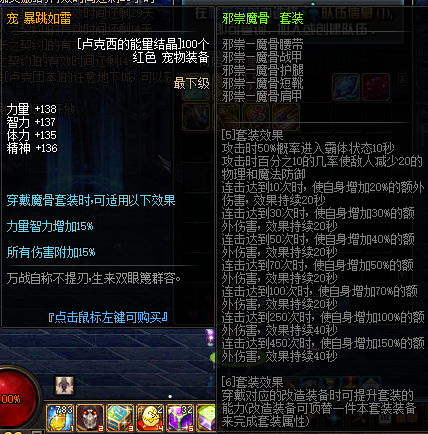 宠 暴跳如雷
[卢克西的能量结晶]100个
红色 宠物装备
最下级
力量 +138
智力 +137
体力 +135
精神 +136
穿戴魔骨套装时,可适用以下效果
力量智力增加15%
所有伤害附加15%
万战自称不提刃,生来双眼篾群容。
『点击鼠标左键可购买』
邪祟魔骨 套装
邪祟—魔骨腰带
邪祟—魔骨战甲
邪祟—魔骨护腿
邪祟—魔骨短靴
邪祟—魔骨肩甲
[5]套装效果
攻击时50%概率进入霸体状态10秒
攻击时百分之10的几率使敌人减少20的
物理和魔法防御
连击达到10次时, 使自身增加20%的额
外伤害, 效果持续20秒
连击达到30次时, 使自身增加30%的额
外伤害, 效果持续20秒
连击达到50次时, 使自身增加40%的额
外伤害, 效果持续20秒
连击达到70次时, 使自身增加50%的额
外伤害, 效果持续20秒
连击达到100次时, 使自身增加70%的额
外伤害, 效果持续20秒
连击达到250次时, 使自身增加100%的额
外伤害, 效果持续40秒
连击达到450次时, 使自身增加150%的额
外伤害, 效果持续40秒
[6]套装效果
穿戴对应的改造装备时可提升套装的
能力(改造装备可顶替一件本套装装备
来完成套装属性)
00%
783
1
2
32
15